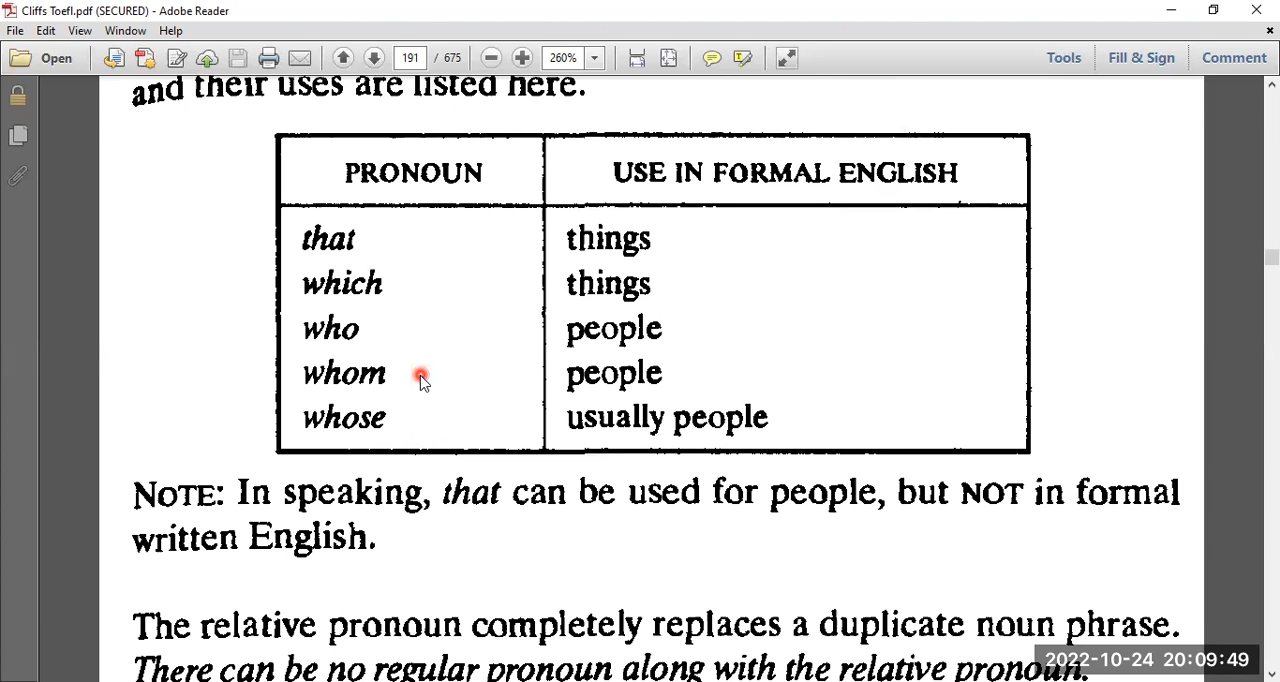 Cliffs Toefl.pdf (SECURED) - Adobe Reader
File Edit View Window Help
Open 191 / 675 260% Tools Fill & Sign Comment
and their uses are listed here.
PRONOUN USE IN FORMAL ENGLISH
that things
which things
who people
whom people
whose usually people
NOTE: In speaking, that can be used for people, but NOT in formal
written English.
The relative pronoun completely replaces a duplicate noun phrase.
There can be no regular pronoun along with the relative pronoun.
2022-10-24 20:09:49